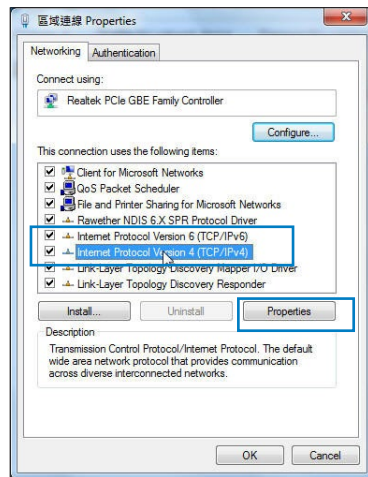 區域連線 Properties
Networking Authentication
Connect using:
Realtek PCIe GBE Family Controller
Configure...
This connection uses the following items:
Client for Microsoft Networks
QoS Packet Scheduler
File and Printer Sharing for Microsoft Networks
Rawether NDIS 6.X SPR Protocol Driver
Internet Protocol Version 6 (TCP/IPv6)
Internet Protocol Version 4 (TCP/IPv4)
Link-Layer Topology Discovery Mapper I/O Driver
Link-Layer Topology Discovery Responder
Install... Uninstall Properties
Description
Transmission Control Protocol/Internet Protocol. The default
wide area network protocol that provides communication
across diverse interconnected networks.
OK Cancel